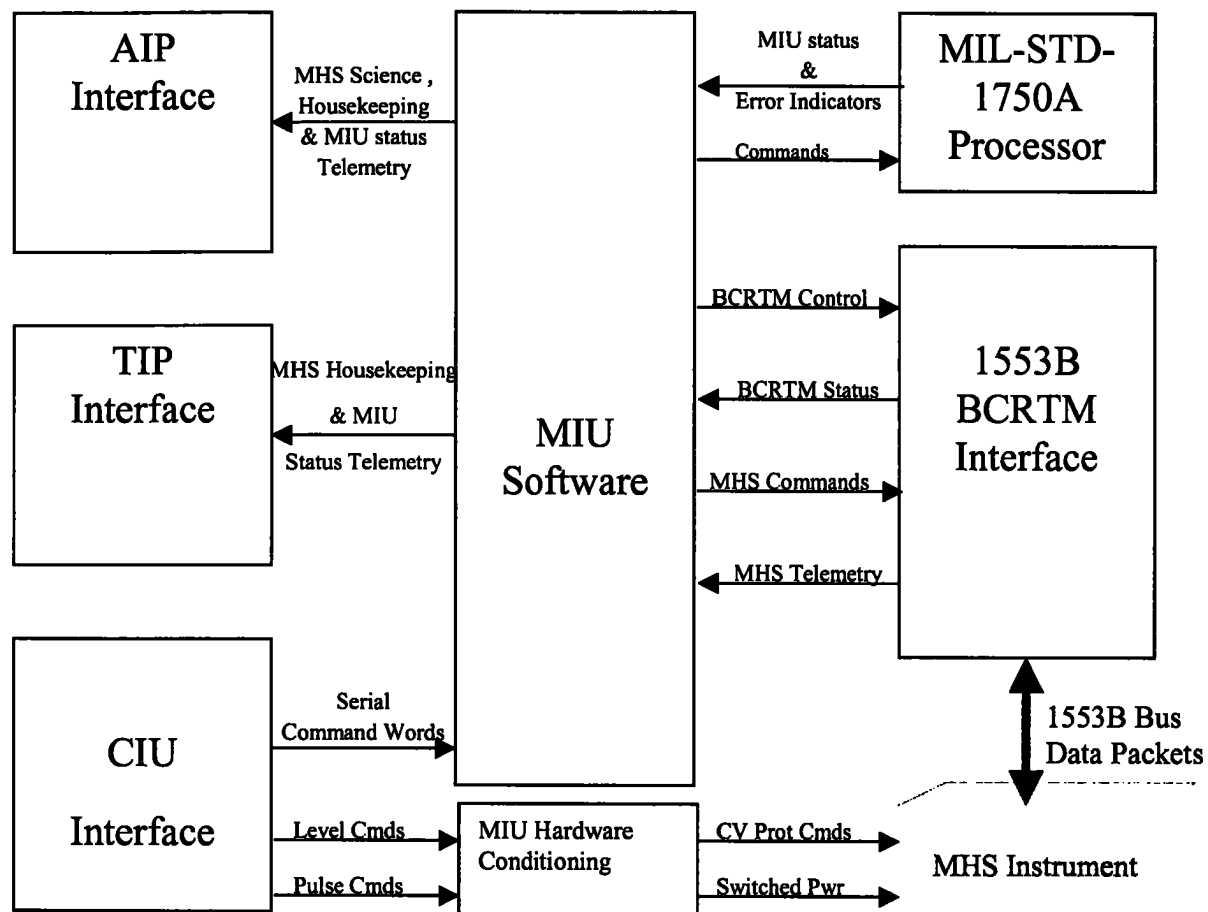 AIP
Interface
MHS Science ,
Housekeeping
& MIU status
Telemetry
MIU status
&
Error Indicators
Commands
MIL-STD-
1750A
Processor
TIP
Interface
MHS Housekeeping
& MIU
Status Telemetry
MIU
Software
BCRTM Control
BCRTM Status
MHS Commands
MHS Telemetry
1553B
BCRTM
Interface
CIU
Interface
Serial
Command Words
Level Cmds
Pulse Cmds
MIU Hardware
Conditioning
CV Prot Cmds
Switched Pwr
1553B Bus
Data Packets
MHS Instrument